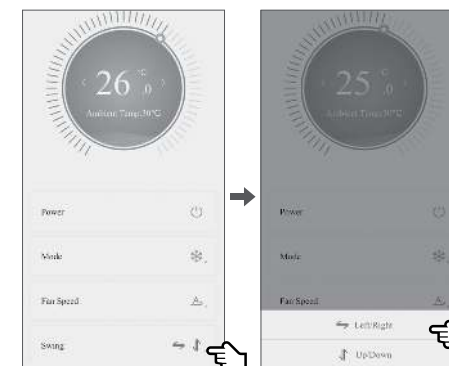 26 °C .0
Ambient Temp.30°C
Power
Mode
Fan Speed
Swing
25 °C .0
Ambient Temp.30°C
Power
Mode
Fan Speed
Left/Right
Up/Down